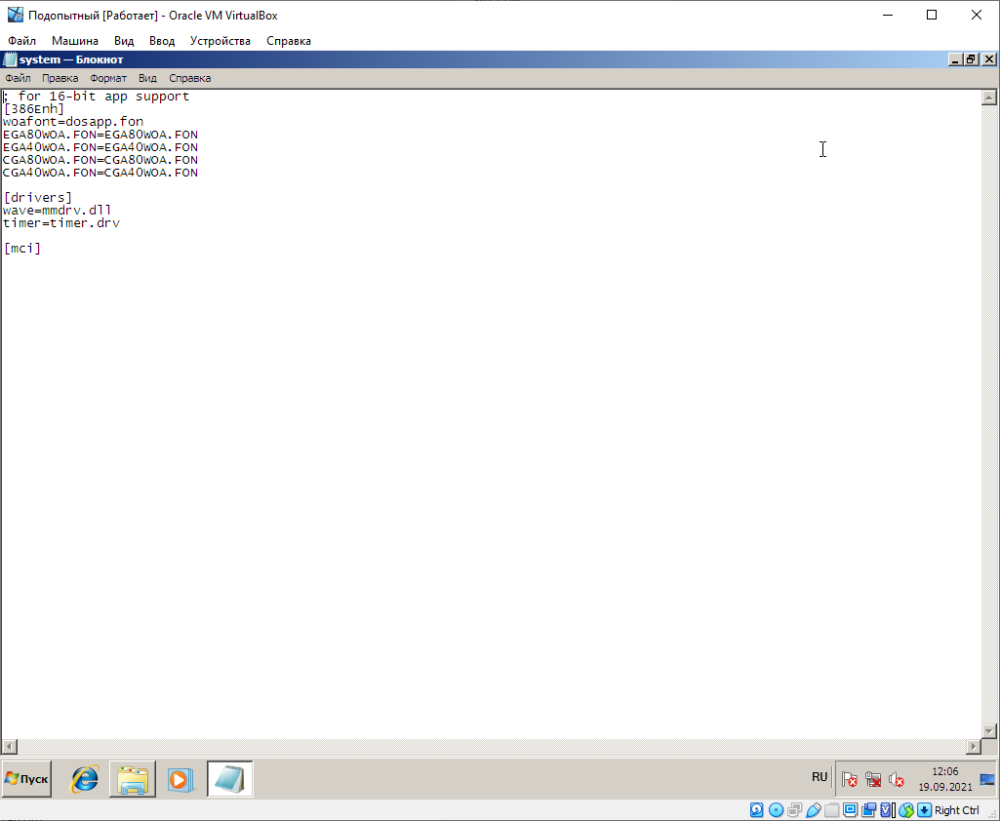 Подопытный [Работает] - Oracle VM VirtualBox
Файл Машина Вид Ввод Устройства Справка
system — Блокнот
Файл Правка Формат Вид Справка
; for 16-bit app support
[386Enh]
woafont=dosapp.fon
EGA80WOA.FON=EGA80WOA.FON
EGA40WOA.FON=EGA40WOA.FON
CGA80WOA.FON=CGA80WOA.FON
CGA40WOA.FON=CGA40WOA.FON
[drivers]
wave=mmdrv.dll
timer=timer.drv
[mci]
Пуск
RU
12:06
19.09.2021
Right Ctrl